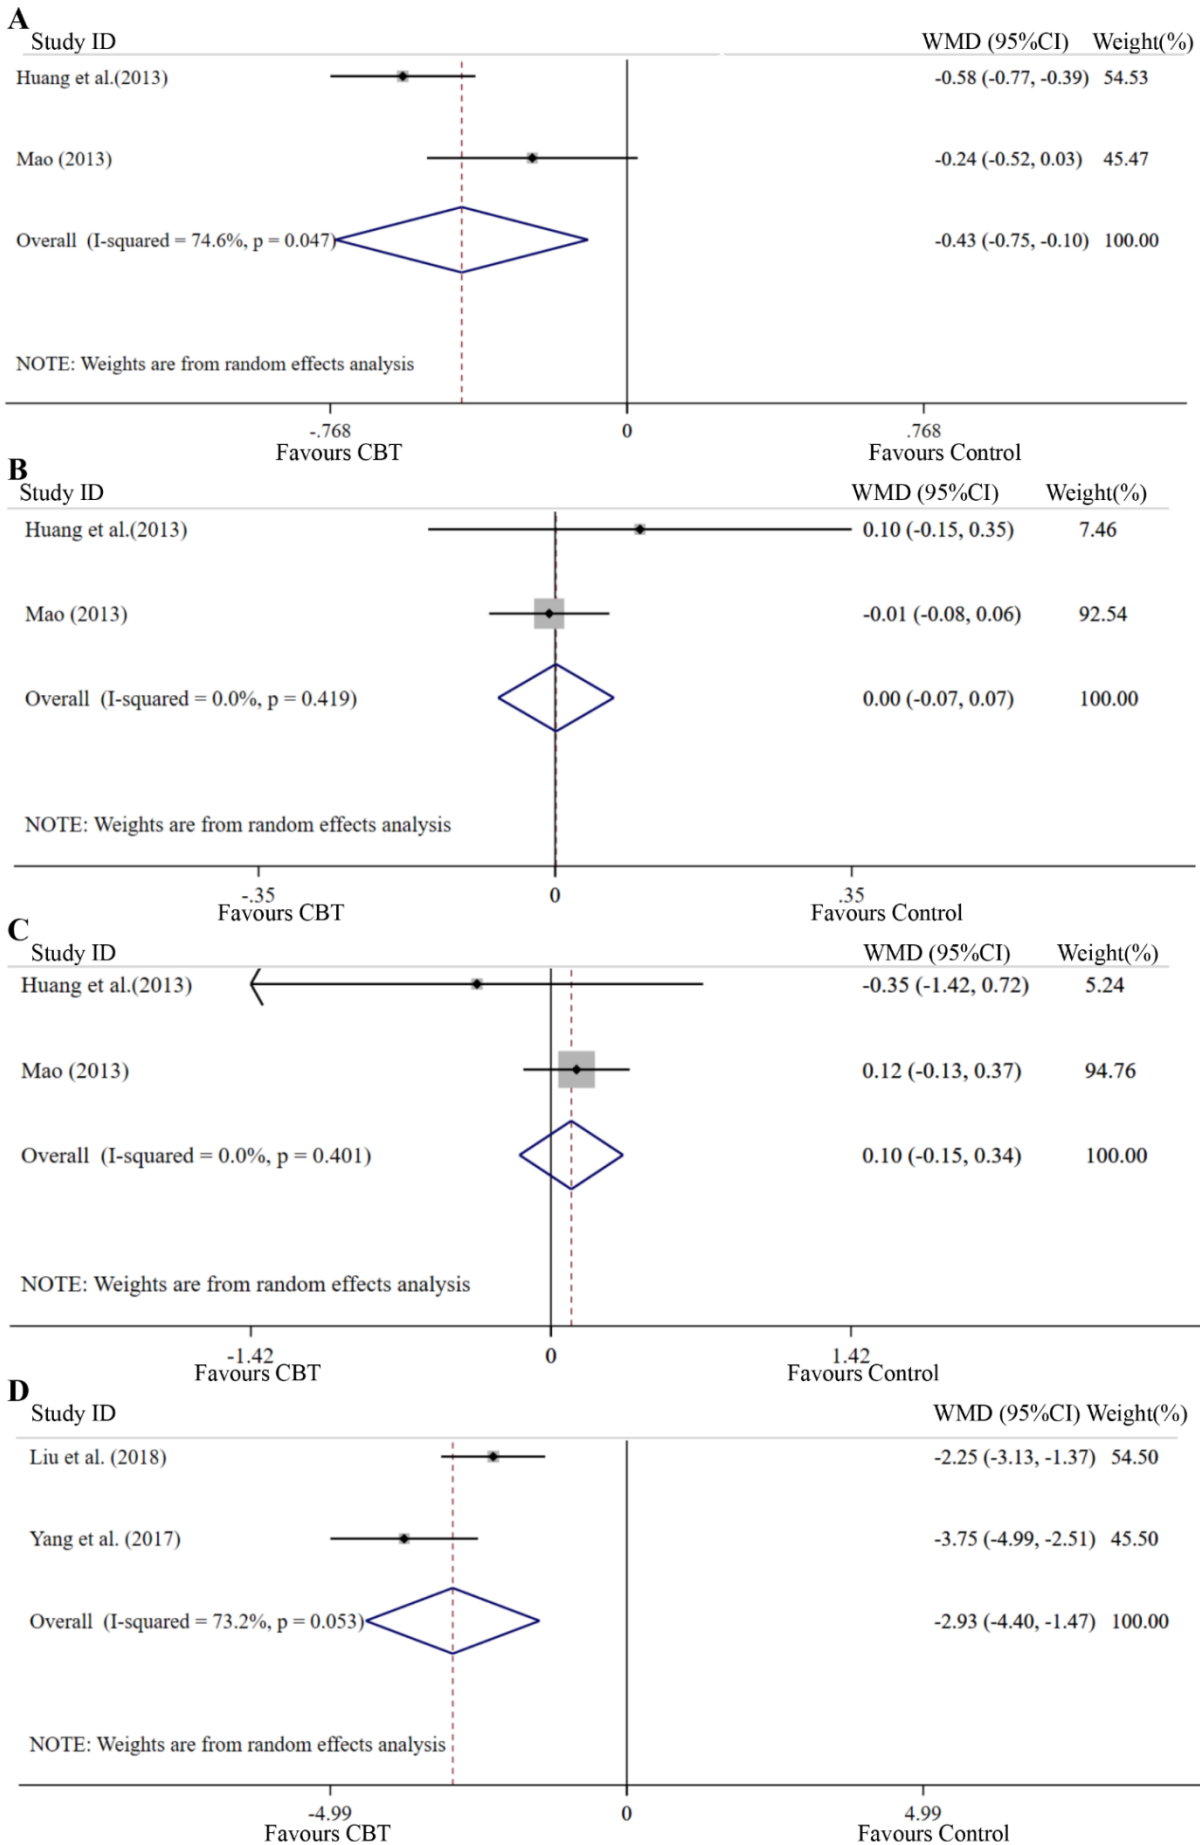 A
Study ID WMD (95%CI) Weight(%)
Huang et al.(2013) -0.58 (-0.77, -0.39) 54.53
Mao (2013) -0.24 (-0.52, 0.03) 45.47
Overall (I-squared = 74.6%, p = 0.047) -0.43 (-0.75, -0.10) 100.00
NOTE: Weights are from random effects analysis
-.768 0 .768
Favours CBT Favours Control
B
Study ID WMD (95%CI) Weight(%)
Huang et al.(2013) 0.10 (-0.15, 0.35) 7.46
Mao (2013) -0.01 (-0.08, 0.06) 92.54
Overall (I-squared = 0.0%, p = 0.419) 0.00 (-0.07, 0.07) 100.00
NOTE: Weights are from random effects analysis
-.35 0 .35
Favours CBT Favours Control
C
Study ID WMD (95%CI) Weight(%)
Huang et al.(2013) -0.35 (-1.42, 0.72) 5.24
Mao (2013) 0.12 (-0.13, 0.37) 94.76
Overall (I-squared = 0.0%, p = 0.401) 0.10 (-0.15, 0.34) 100.00
NOTE: Weights are from random effects analysis
-1.42 0 1.42
Favours CBT Favours Control
D
Study ID WMD (95%CI) Weight(%)
Liu et al. (2018) -2.25 (-3.13, -1.37) 54.50
Yang et al. (2017) -3.75 (-4.99, -2.51) 45.50
Overall (I-squared = 73.2%, p = 0.053) -2.93 (-4.40, -1.47) 100.00
NOTE: Weights are from random effects analysis
-4.99 0 4.99
Favours CBT Favours Control